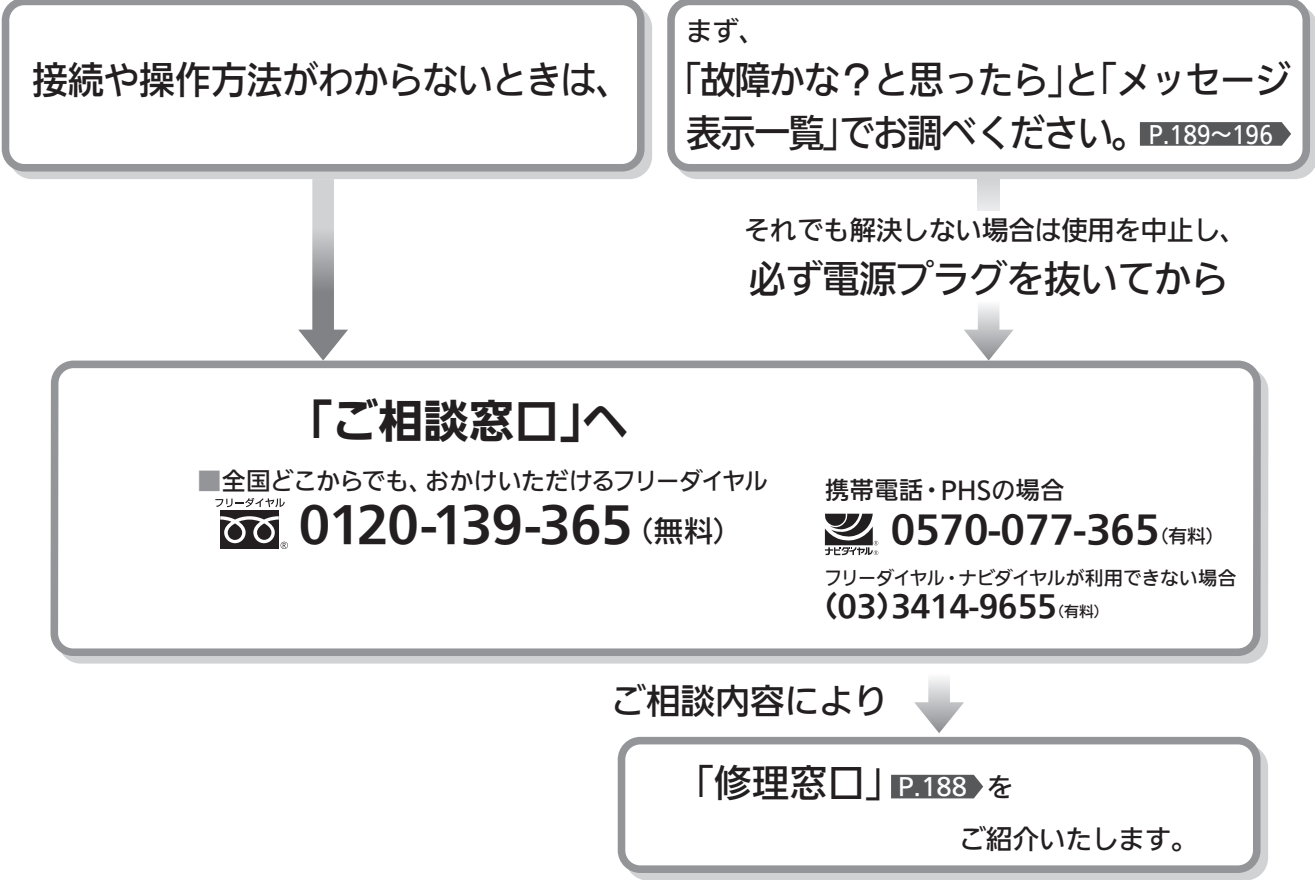 接続や操作方法がわからないときは、
まず、
「故障かな？と思ったら」と「メッセージ
表示一覧」でお調べください。 P.189～196
それでも解決しない場合は使用を中止し、
必ず電源プラグを抜いてから
「ご相談窓口」へ
■全国どこからでも、おかけいただけるフリーダイヤル
フリーダイヤル
® 0120-139-365（無料）
携帯電話・PHSの場合
® 0570-077-365（有料）
ナビダイヤル®
フリーダイヤル・ナビダイヤルが利用できない場合
（03）3414-9655（有料）
ご相談内容により
「修理窓口」 P.188 を
ご紹介いたします。